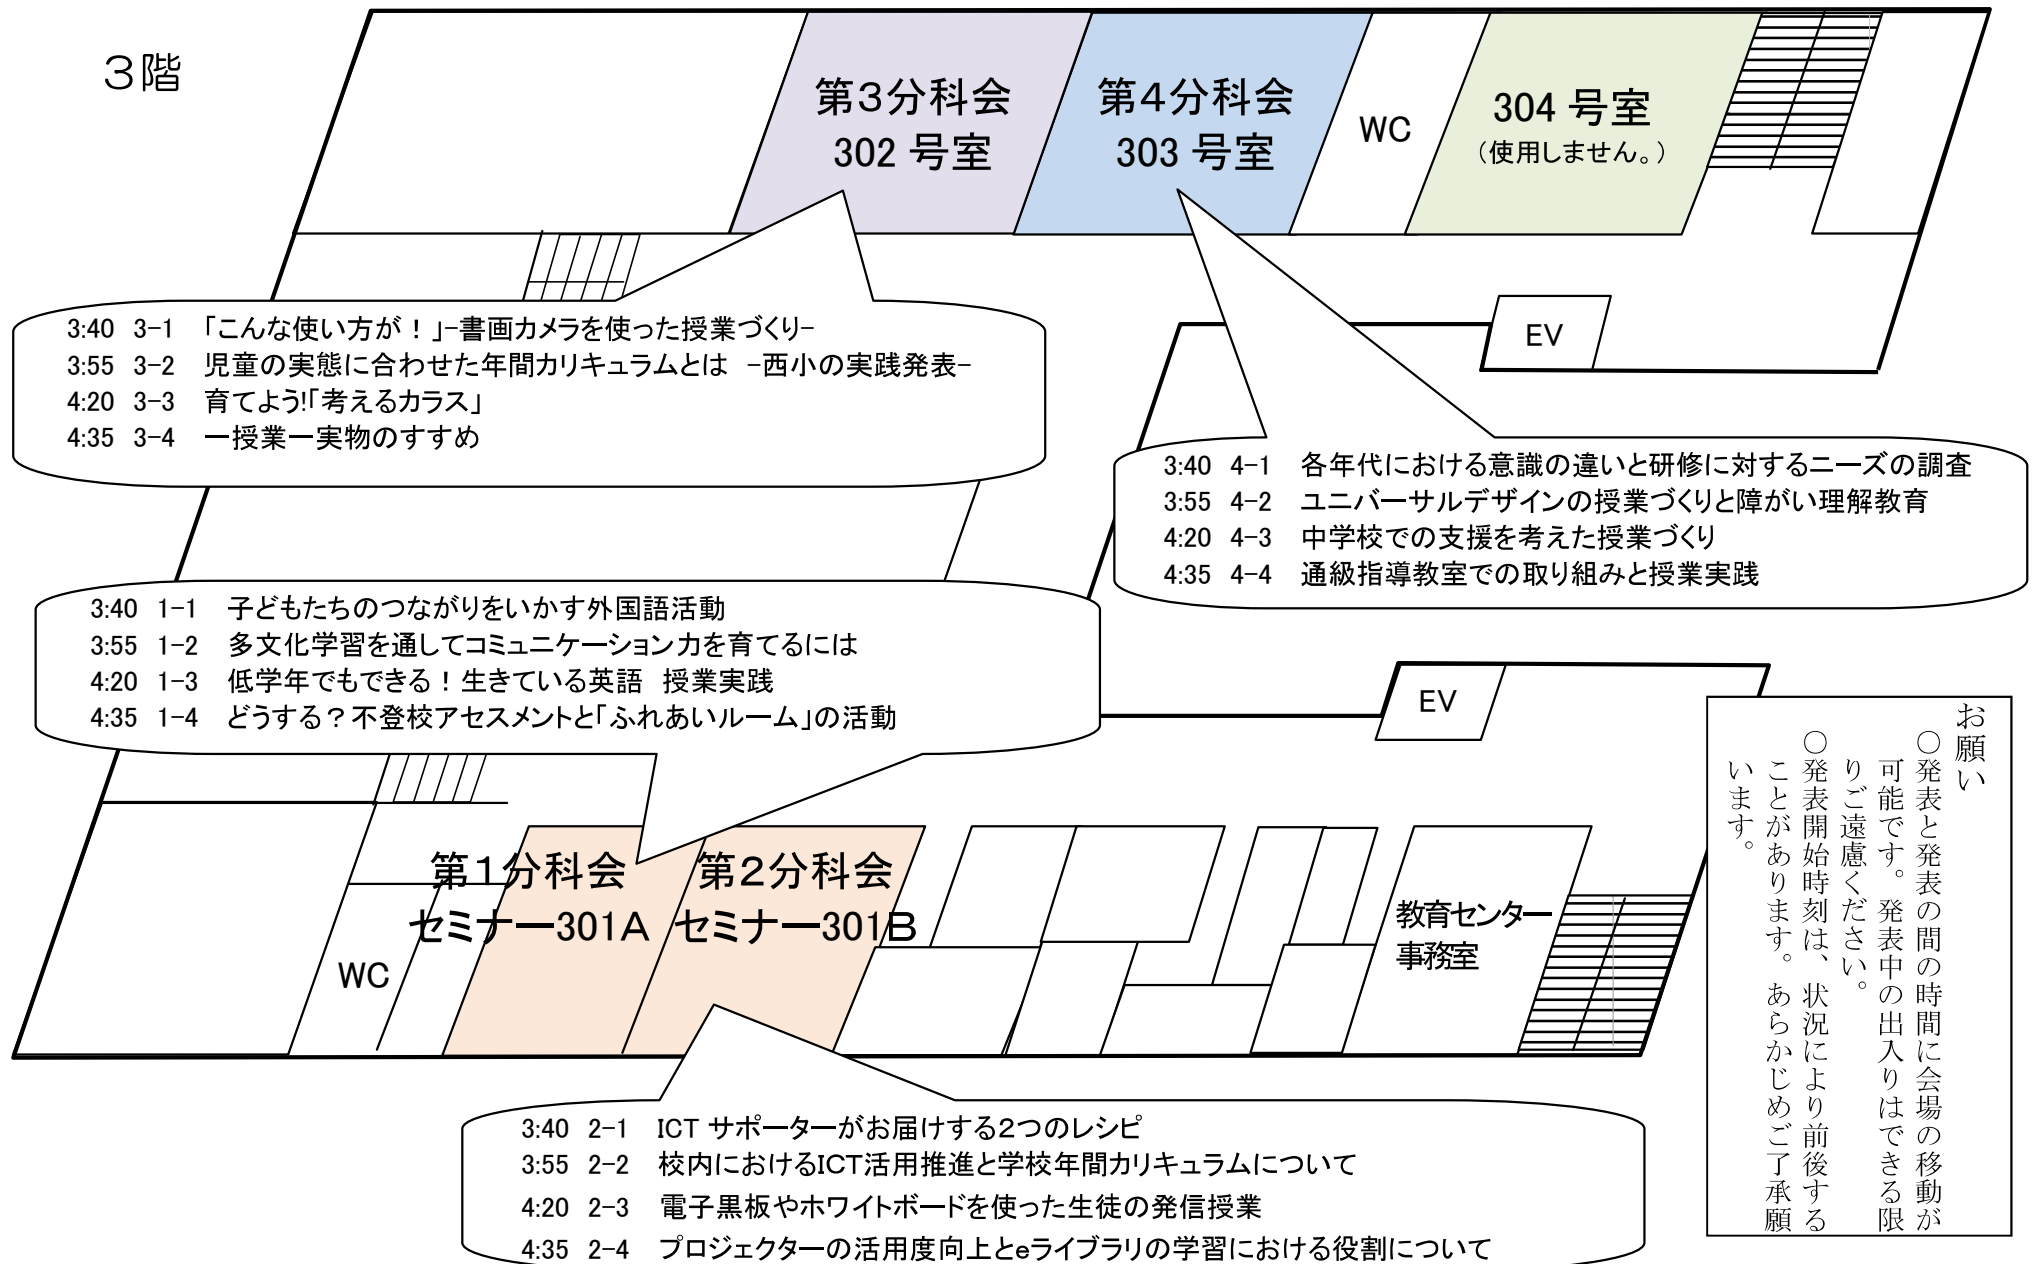 3階
第3分科会
302 号室
第4分科会
303 号室
WC
304 号室
（使用しません。）
3:40 3-1 「こんな使い方が！」-書画カメラを使った授業づくり-
3:55 3-2 児童の実態に合わせた年間カリキュラムとは -西小の実践発表-
4:20 3-3 育てよう!「考えるカラス」
4:35 3-4 一授業一実物のすすめ
EV
3:40 4-1 各年代における意識の違いと研修に対するニーズの調査
3:55 4-2 ユニバーサルデザインの授業づくりと障がい理解教育
4:20 4-3 中学校での支援を考えた授業づくり
4:35 4-4 通級指導教室での取り組みと授業実践
3:40 1-1 子どもたちのつながりをいかす外国語活動
3:55 1-2 多文化学習を通してコミュニケーション力を育てるには
4:20 1-3 低学年でもできる！生きている英語 授業実践
4:35 1-4 どうする？不登校アセスメントと「ふれあいルーム」の活動
EV
第1分科会
セミナー301A
第2分科会
セミナー301B
WC
教育センター
事務室
3:40 2-1 ICT サポーターがお届けする2つのレシピ
3:55 2-2 校内におけるICT活用推進と学校年間カリキュラムについて
4:20 2-3 電子黒板やホワイトボードを使った生徒の発信授業
4:35 2-4 プロジェクターの活用度向上とeライブラリの学習における役割について
お願い
○発表と発表の間の時間に会場の移動が
可能です。発表中の出入りはできる限
りご遠慮ください。
○発表開始時刻は、状況により前後する
ことがあります。あらかじめご了承願
います。